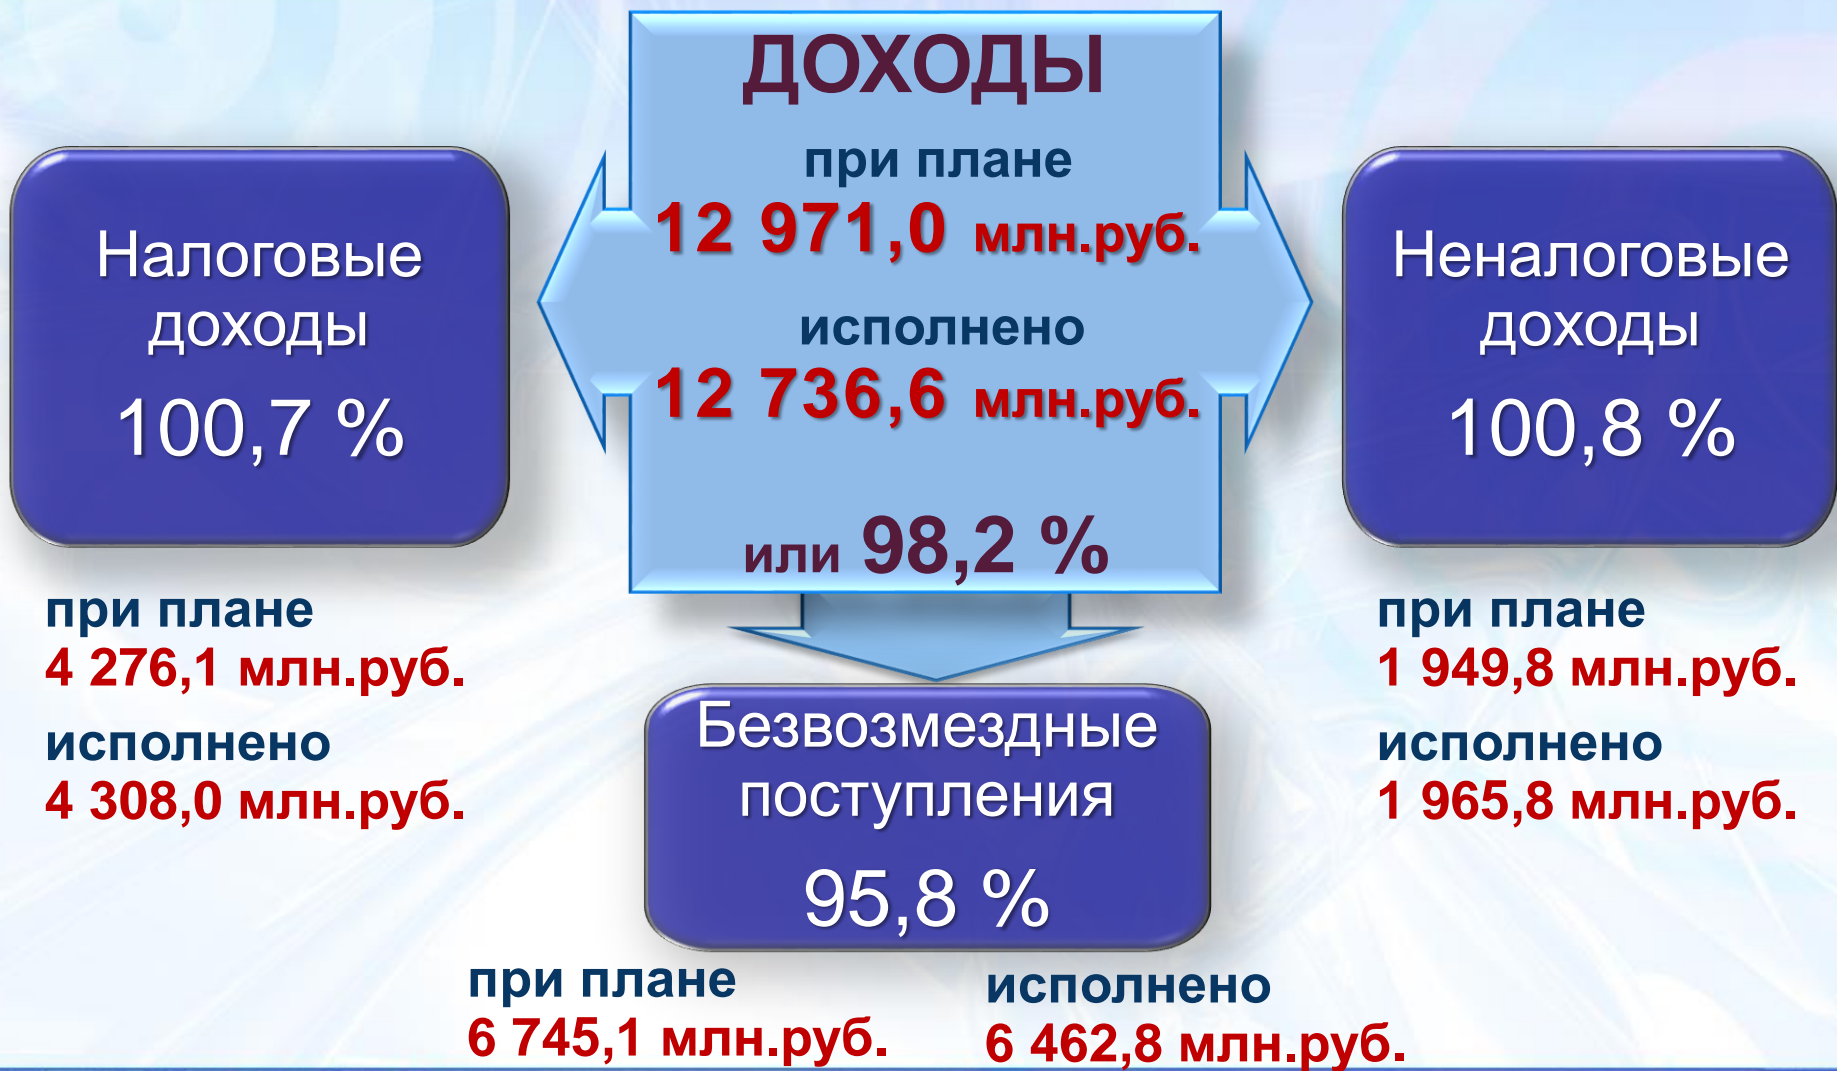 ДОХОДЫ
при плане
12 971,0 млн.руб.
исполнено
12 736,6 млн.руб.
или 98,2 %
Налоговые
доходы
100,7 %
при плане
4 276,1 млн.руб.
исполнено
4 308,0 млн.руб.
Неналоговые
доходы
100,8 %
при плане
1 949,8 млн.руб.
исполнено
1 965,8 млн.руб.
Безвозмездные
поступления
95,8 %
при плане
6 745,1 млн.руб.
исполнено
6 462,8 млн.руб.